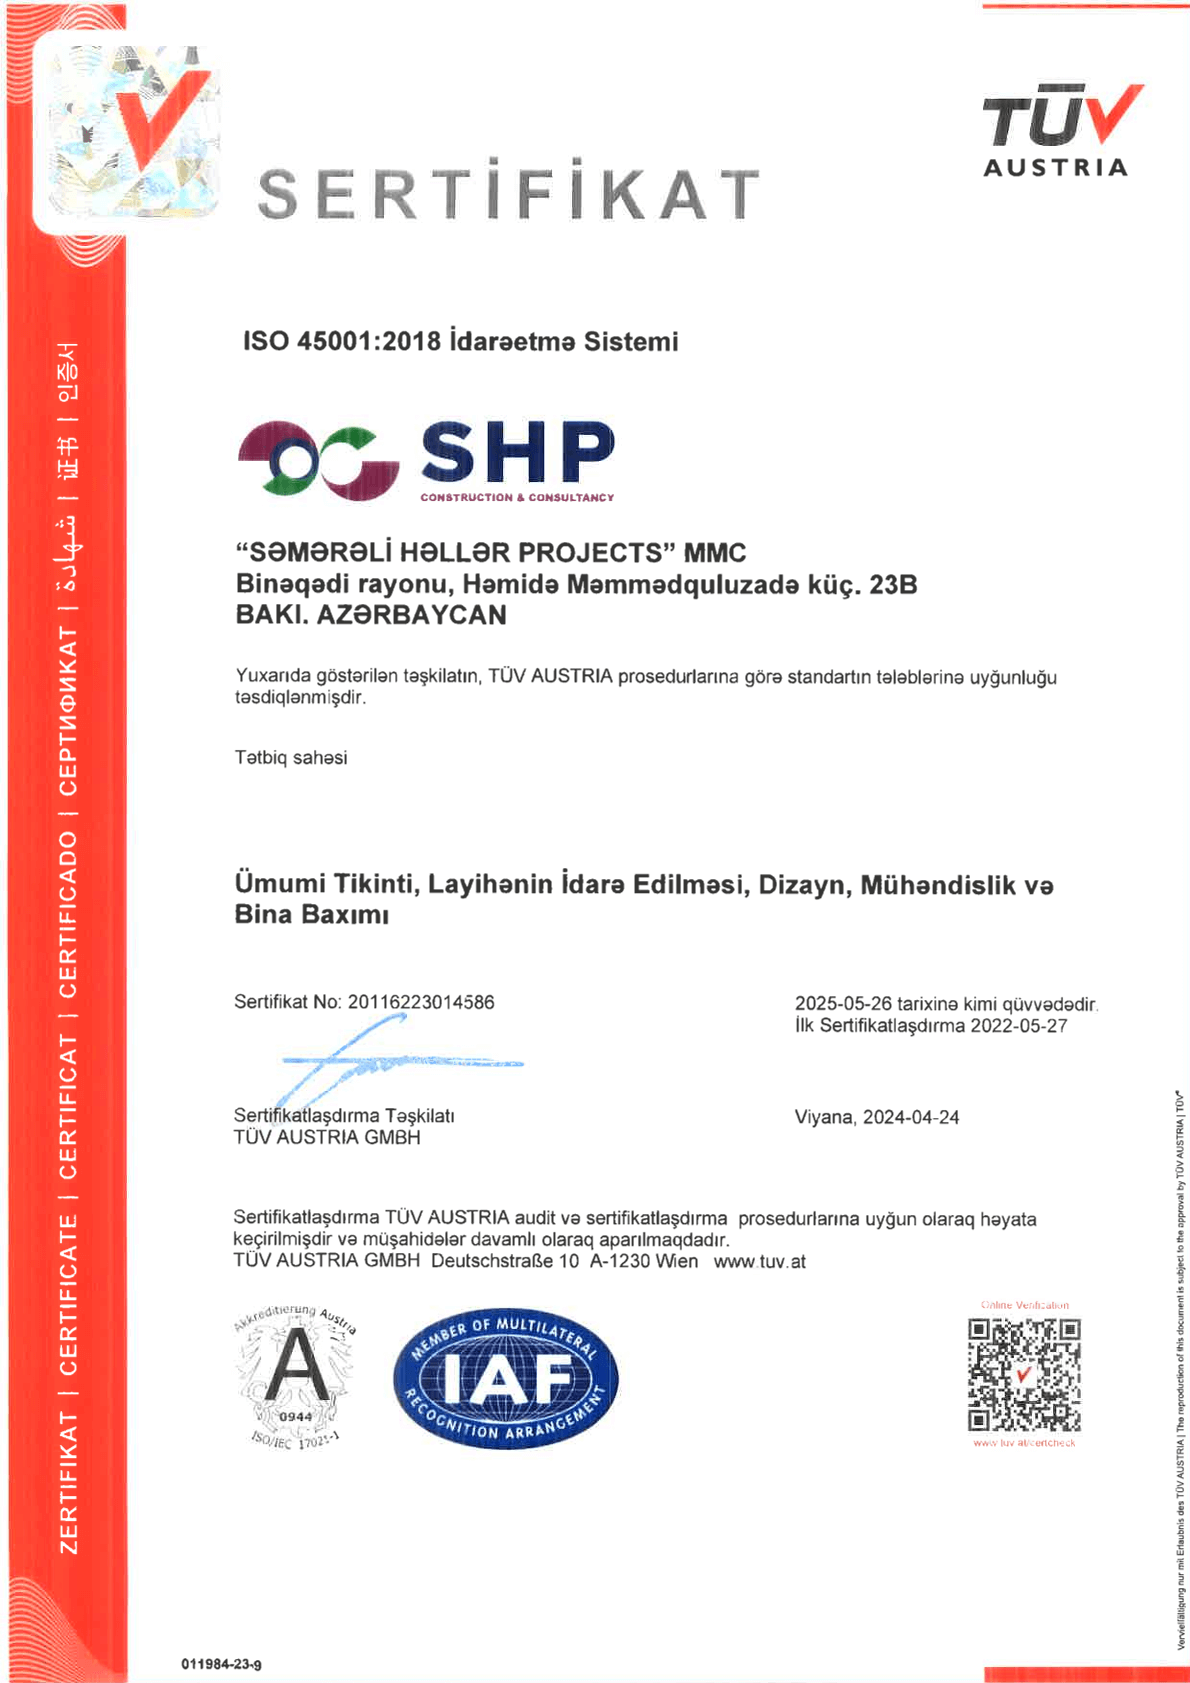 TÜV
AUSTRIA
SERTİFİKAT
ISO 45001:2018 İdarəetmə Sistemi
SHP
CONSTRUCTION & CONSULTANCY
“SƏMƏRƏLİ HƏLLƏR PROJECTS” MMC
Binəqədi rayonu, Həmidə Məmmədquluzadə küç. 23B
BAKI. AZƏRBAYCAN
Yuxarıda göstərilən təşkilatın, TÜV AUSTRIA prosedurlarına görə standartın tələblərinə uyğunluğu
təsdiqlənmişdir.
Tətbiq sahəsi
Ümumi Tikinti, Layihənin İdarə Edilməsi, Dizayn, Mühəndislik və
Bina Baxımı
Sertifikat No: 20116223014586
2025-05-26 tarixinə kimi qüvvədədir.
İlk Sertifikatlaşdırma 2022-05-27
Sertifikatlaşdırma Təşkilatı
TÜV AUSTRIA GMBH
Viyana, 2024-04-24
Sertifikatlaşdırma TÜV AUSTRIA audit və sertifikatlaşdırma prosedurlarına uyğun olaraq həyata
keçirilmişdir və müşahidələr davamlı olaraq aparılmaqdadır.
TÜV AUSTRIA GMBH Deutschstraße 10 A-1230 Wien www.tuv.at
Akkreditierung Austria
A
0944
ISO/IEC 17021-1
MEMBER OF MULTILATERAL
IAF
RECOGNITION ARRANGEMENT
Online Verification
www.tuv.at/certcheck
011984-23-9
ZERTIFIKAT | CERTIFICATE | CERTIFICAT | CERTIFICADO | СЕРТИФИКАТ | شهادة | 证书 | 인증서
Vervielfältigung nur mit Erlaubnis des TÜV AUSTRIA | The reproduction of this document is subject to the approval by TÜV AUSTRIA | TÜV®